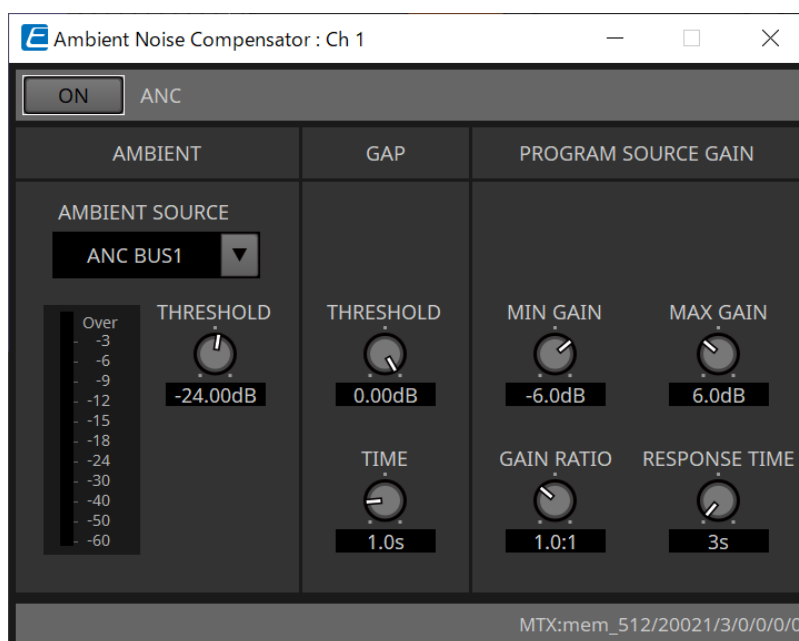 Ambient Noise Compensator : Ch 1
ON ANC
AMBIENT GAP PROGRAM SOURCE GAIN
AMBIENT SOURCE
ANC BUS1
THRESHOLD THRESHOLD MIN GAIN MAX GAIN
Over
-3
-6
-9
-12
-15
-18
-24
-30
-40
-50
-60
-24.00dB 0.00dB -6.0dB 6.0dB
TIME GAIN RATIO RESPONSE TIME
1.0s 1.0:1 3s
MTX:mem_512/20021/3/0/0/0/0